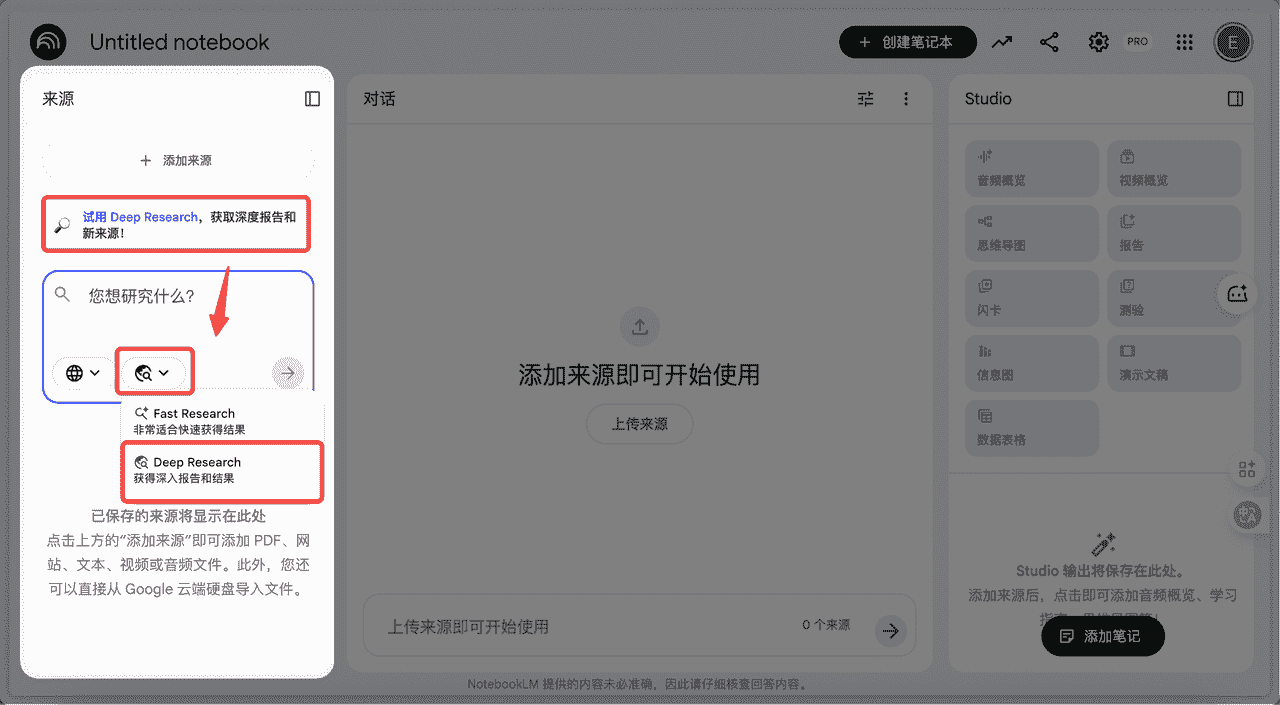 Untitled notebook
+ 创建笔记本
PRO
E
来源
+ 添加来源
试用 Deep Research，获取深度报告和
新来源！
您想研究什么？
Fast Research
非常适合快速获得结果
Deep Research
获得深入报告和结果
已保存的来源将显示在此处
点击上方的“添加来源”即可添加 PDF、网
站、文本、视频或音频文件。此外，您还
可以直接从 Google 云端硬盘导入文件。
对话
添加来源即可开始使用
上传来源
上传来源即可开始使用
0 个来源
NotebookLM 提供的内容未必准确，因此请仔细核查回答内容。
Studio
音频概览
视频概览
思维导图
报告
闪卡
测验
信息图
演示文稿
数据表格
Studio 输出将保存在此处。
添加来源后，点击即可添加音频概览、学习
添加笔记